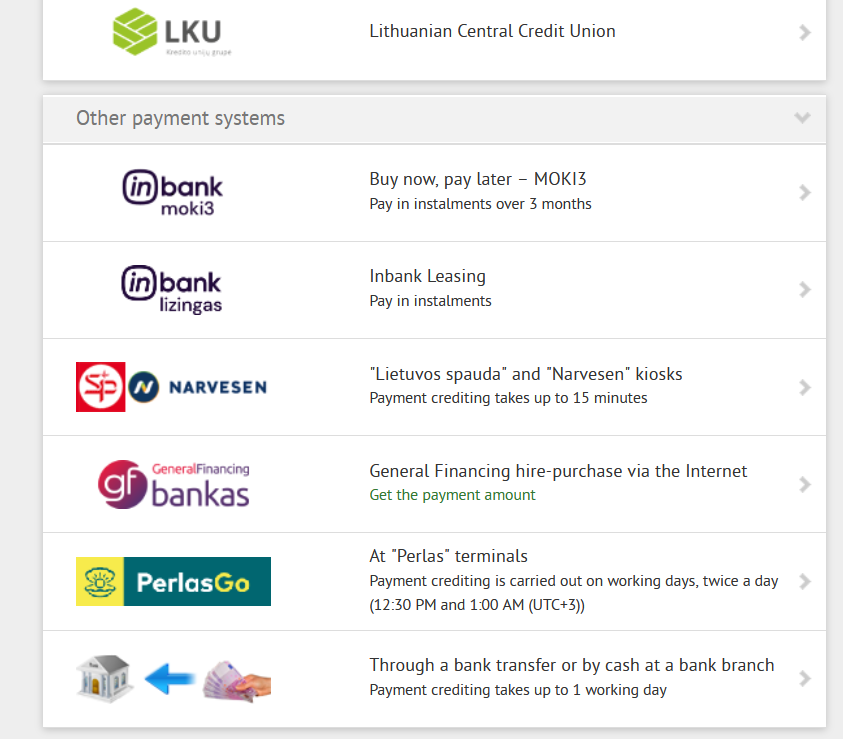 LKU
Kredito unijų grupė
Lithuanian Central Credit Union
Other payment systems
inbank
moki3
Buy now, pay later – MOKI3
Pay in instalments over 3 months
inbank
lizingas
Inbank Leasing
Pay in instalments
Sp NARVESEN
"Lietuvos spauda" and "Narvesen" kiosks
Payment crediting takes up to 15 minutes
gf GeneralFinancing
bankas
General Financing hire-purchase via the Internet
Get the payment amount
PerlasGo
At "Perlas" terminals
Payment crediting is carried out on working days, twice a day
(12:30 PM and 1:00 AM (UTC+3))
Through a bank transfer or by cash at a bank branch
Payment crediting takes up to 1 working day